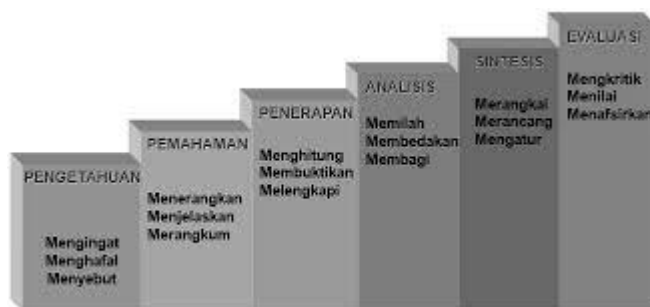 PENGETAHUAN
Mengingat
Menghafal
Menyebut
PEMAHAMAN
Menerangkan
Menjelaskan
Merangkum
PENERAPAN
Menghitung
Membuktikan
Melengkapi
ANALISIS
Memilah
Membedakan
Membagi
SINTESIS
Merangkai
Merancang
Mengatur
EVALUASI
Mengkritik
Menilai
Menafsirkan